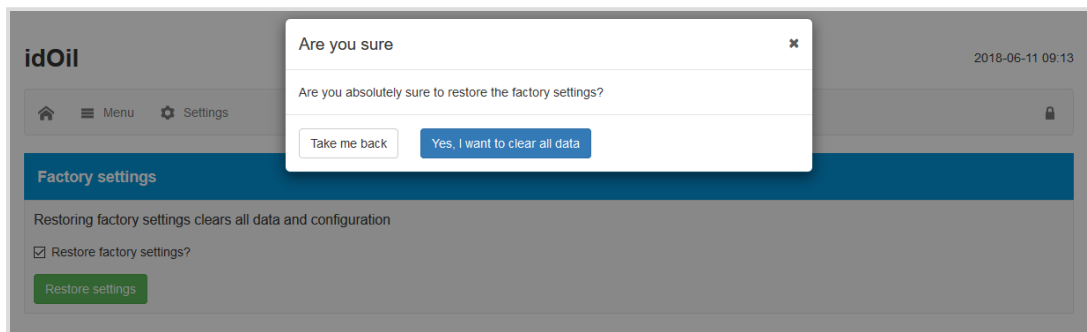 Are you sure
idOil
2018-06-11 09:13
Are you absolutely sure to restore the factory settings?
Menu Settings
Take me back Yes, I want to clear all data
Factory settings
Restoring factory settings clears all data and configuration
Restore factory settings?
Restore settings